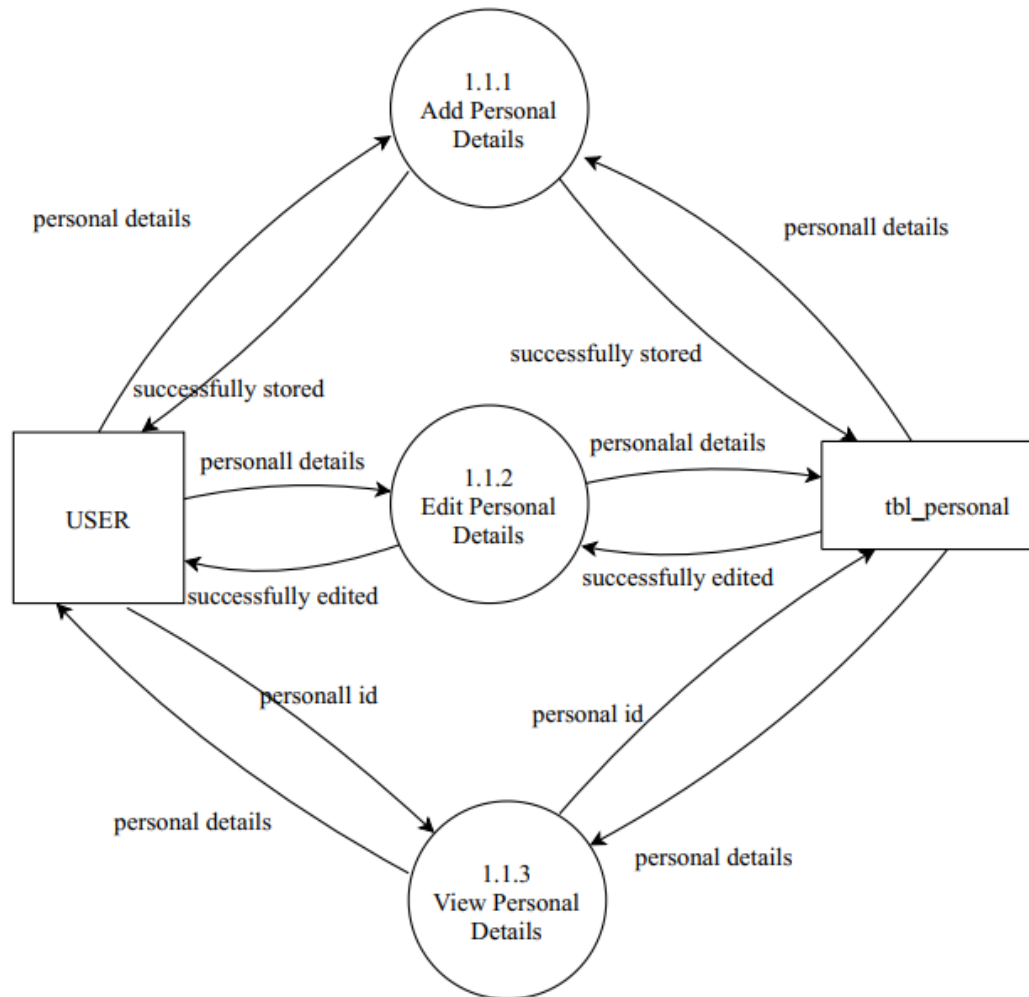 1.1.1
Add Personal
Details
personal details
personall details
successfully stored
successfully stored
personall details
personalal details
1.1.2
Edit Personal
Details
USER
tbl_personal
successfully edited
successfully edited
personall id
personal id
personal details
personal details
1.1.3
View Personal
Details